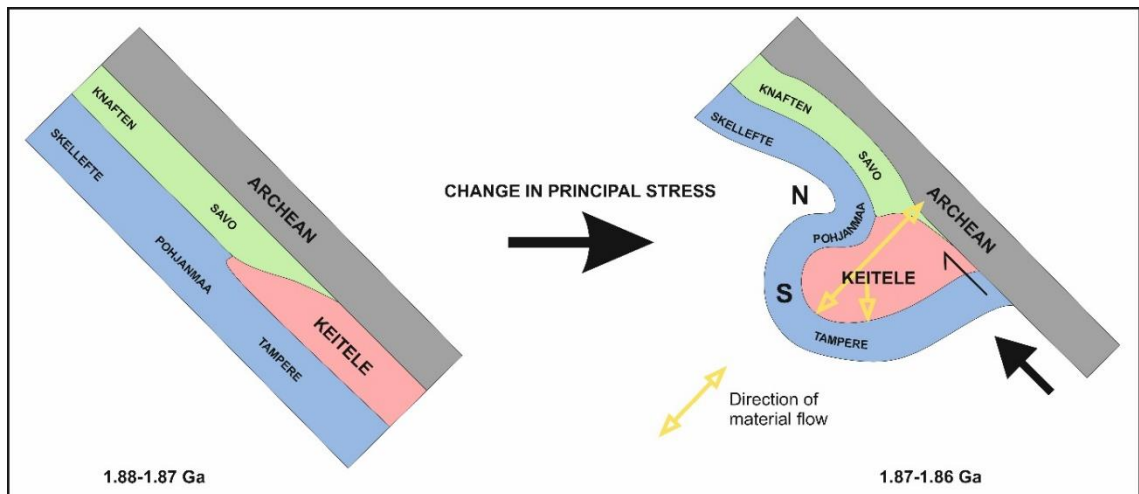 KNAFTEN
SKELLEFTE
SAVO
ARCHEAN
POHJANMAA
KEITELE
TAMPERE
1.88-1.87 Ga
CHANGE IN PRINCIPAL STRESS
KNAFTEN
SKELLEFTE
SAVO
N
ARCHEAN
POHJANMAA
KEITELE
S
TAMPERE
Direction of
material flow
1.87-1.86 Ga